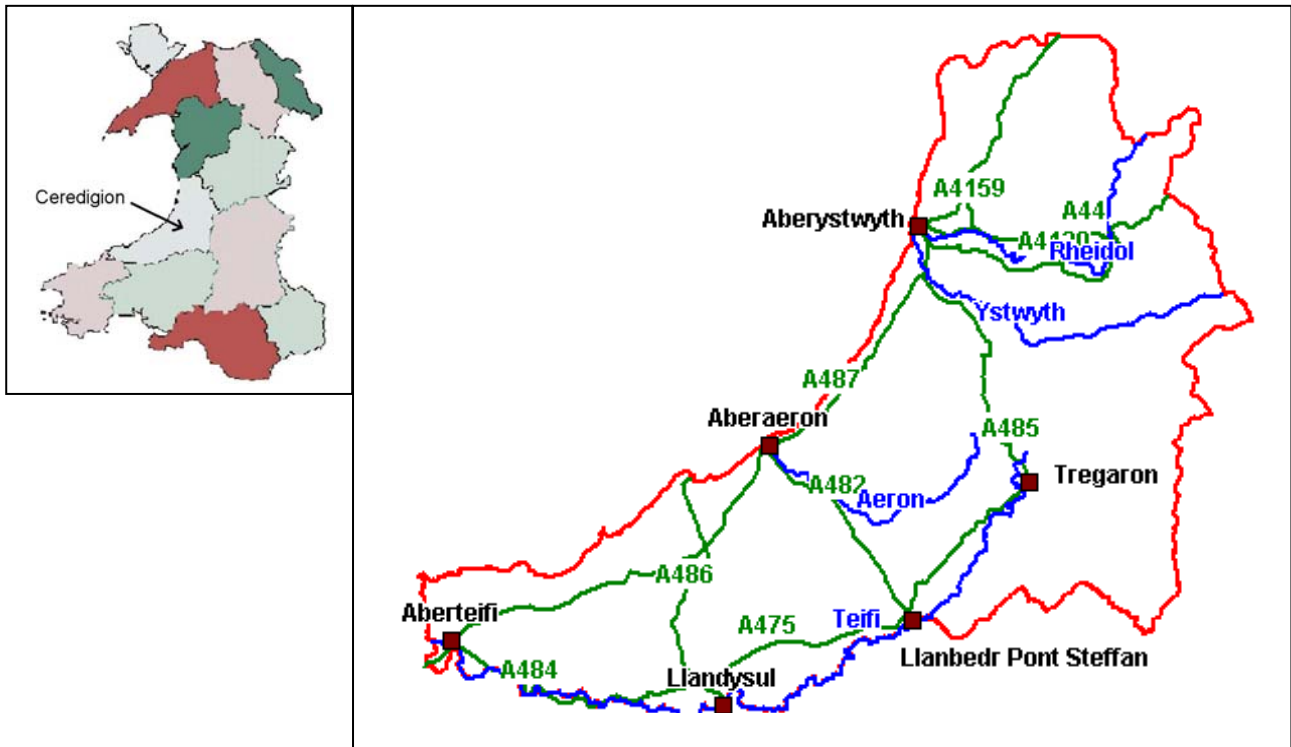 Ceredigion
A4159
Aberystwyth
A44
Rheidol
Ystwyth
A487
Aberaeron
A485
A482
Aeron
Tregaron
A486
Aberteifi
Teifi
A475
Llanbedr Pont Steffan
A484
Llandysul